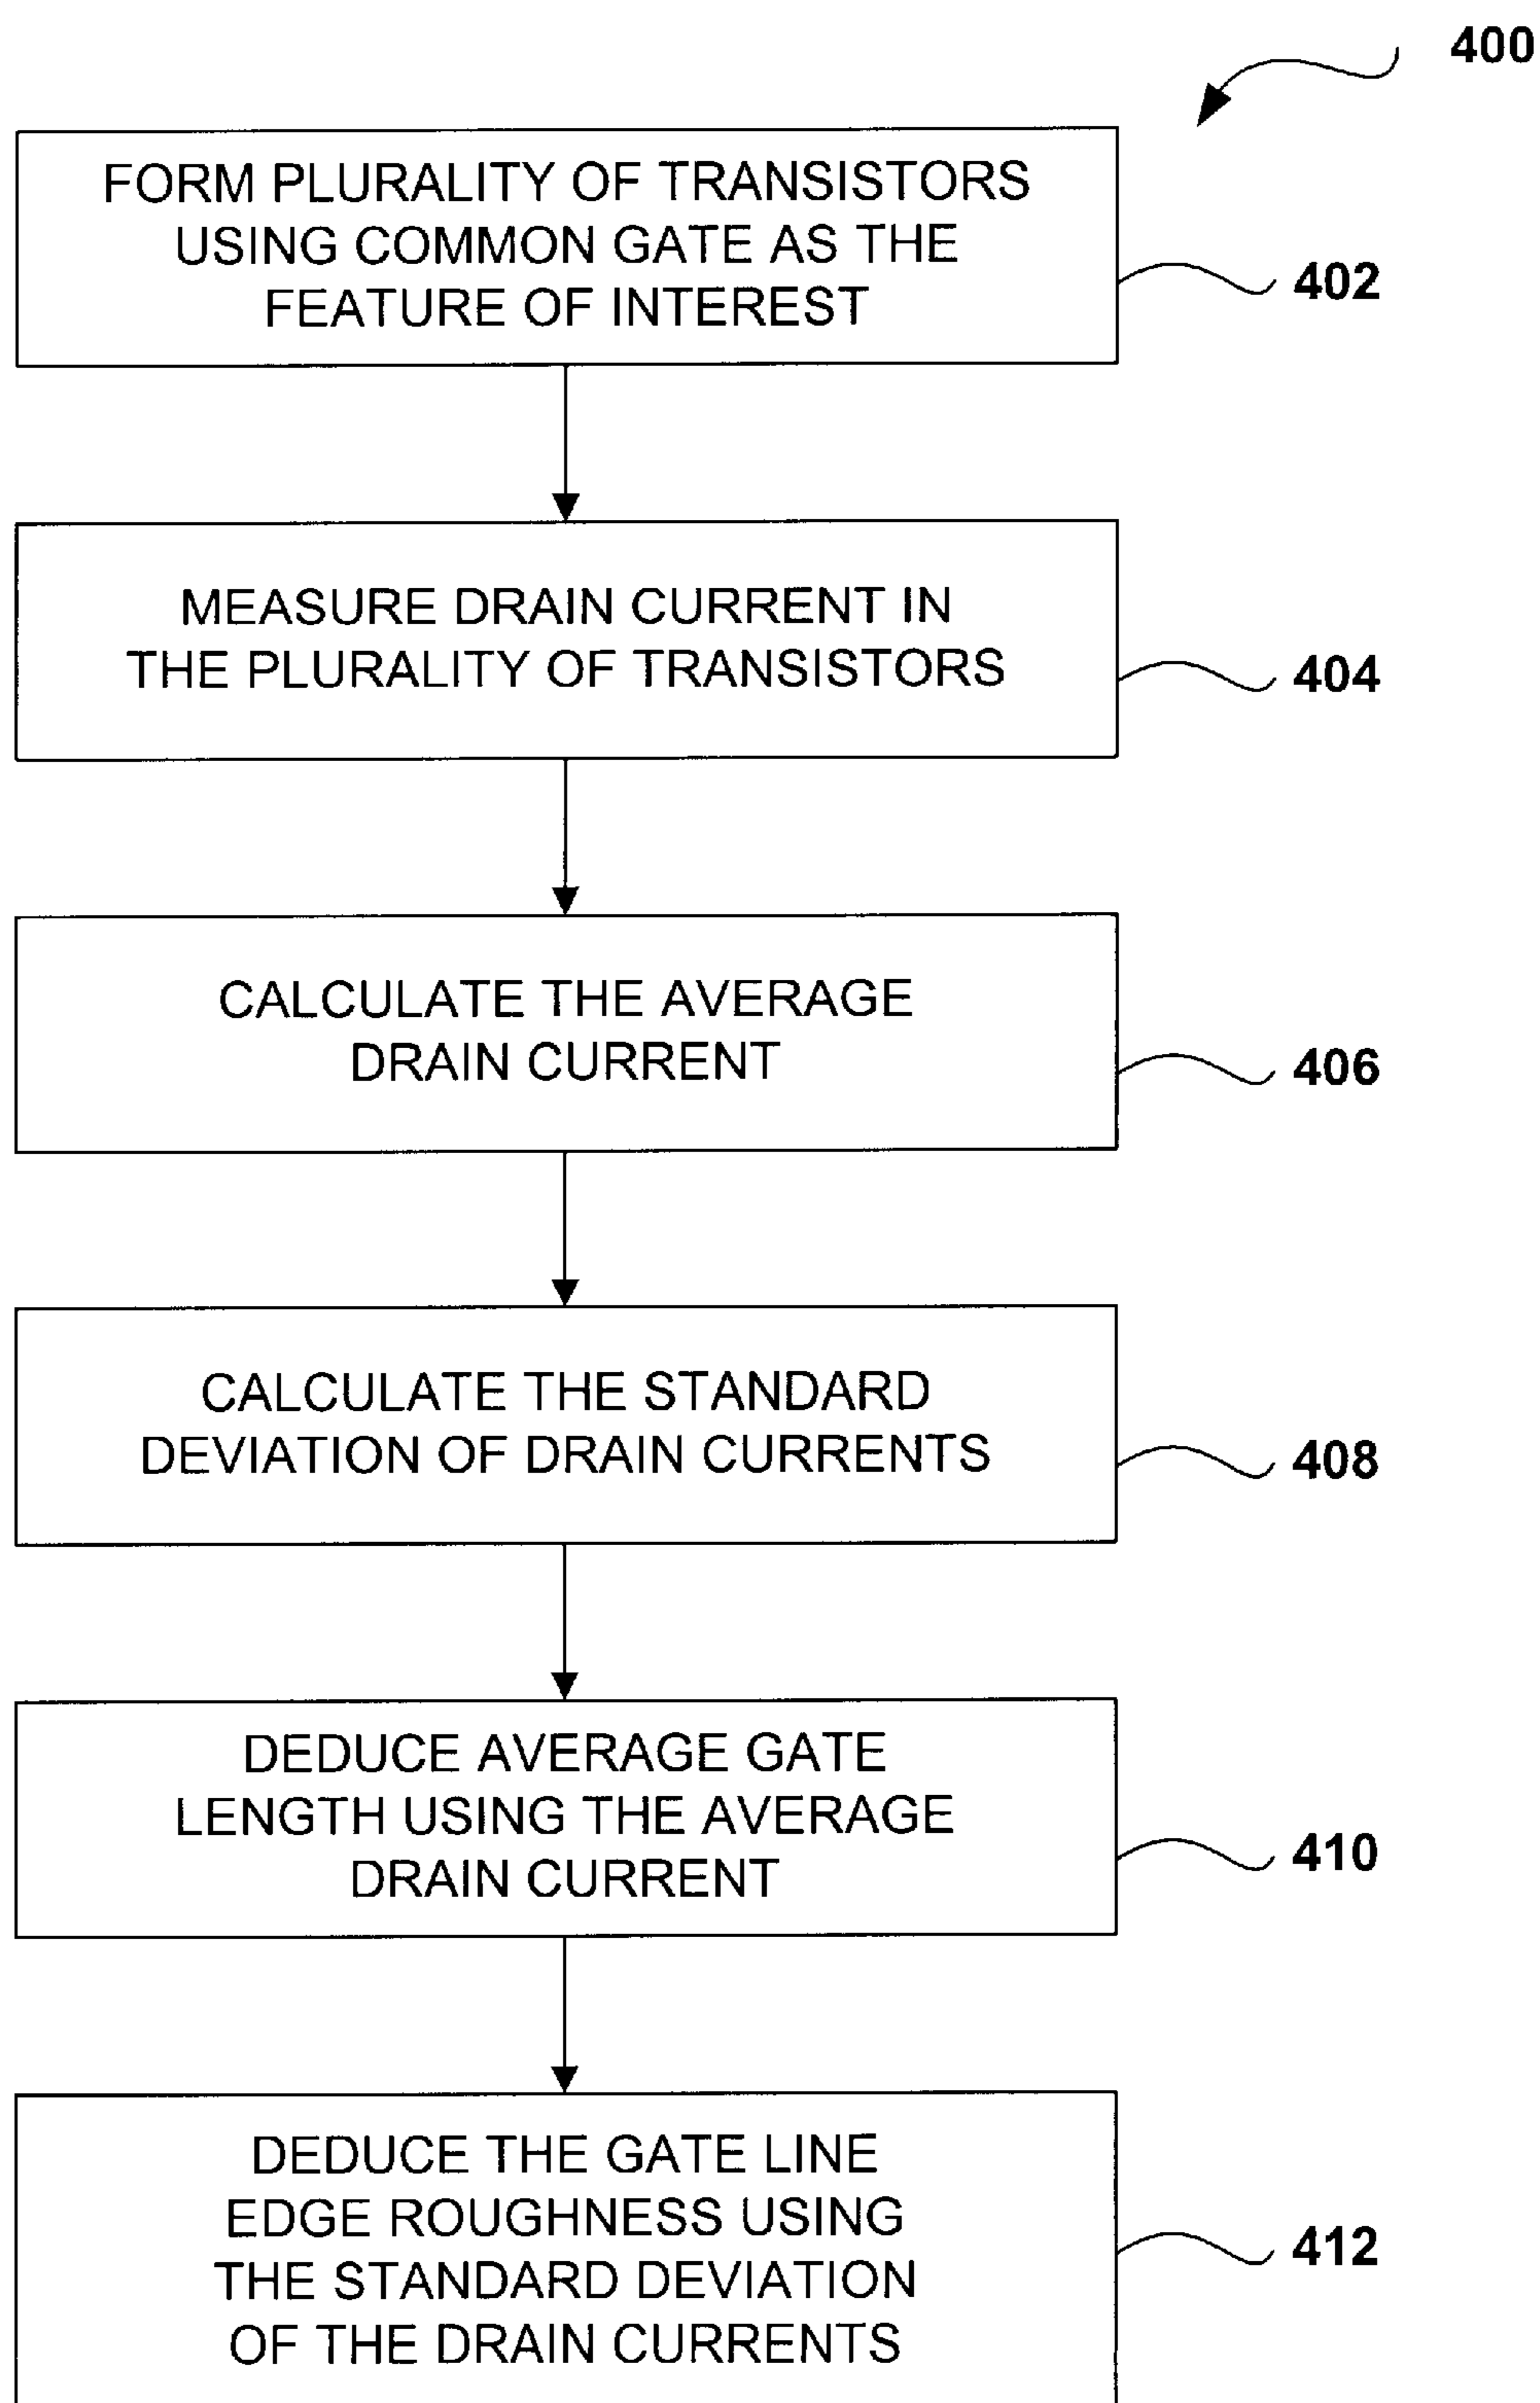 400
FORM PLURALITY OF TRANSISTORS
USING COMMON GATE AS THE
FEATURE OF INTEREST
402
MEASURE DRAIN CURRENT IN
THE PLURALITY OF TRANSISTORS
404
CALCULATE THE AVERAGE
DRAIN CURRENT
406
CALCULATE THE STANDARD
DEVIATION OF DRAIN CURRENTS
408
DEDUCE AVERAGE GATE
LENGTH USING THE AVERAGE
DRAIN CURRENT
410
DEDUCE THE GATE LINE
EDGE ROUGHNESS USING
THE STANDARD DEVIATION
OF THE DRAIN CURRENTS
412